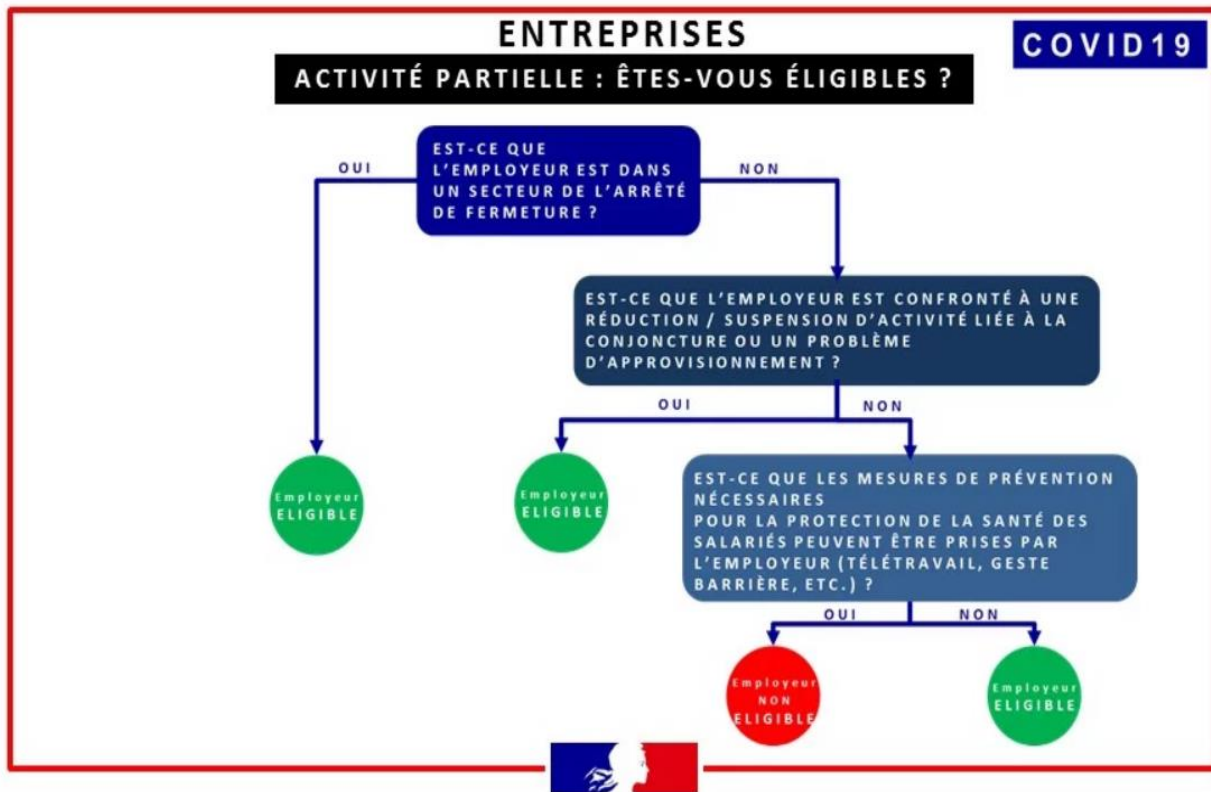 ENTREPRISES
COVID19
ACTIVITÉ PARTIELLE : ÊTES-VOUS ÉLIGIBLES ?
EST-CE QUE
L'EMPLOYEUR EST DANS
UN SECTEUR DE L'ARRÊTÉ
DE FERMETURE ?
OUI
NON
EST-CE QUE L'EMPLOYEUR EST CONFRONTÉ À UNE
RÉDUCTION / SUSPENSION D'ACTIVITÉ LIÉE À LA
CONJONCTURE OU UN PROBLÈME
D'APPROVISIONNEMENT ?
OUI
NON
Employeur
ELIGIBLE
Employeur
ELIGIBLE
EST-CE QUE LES MESURES DE PRÉVENTION
NÉCESSAIRES
POUR LA PROTECTION DE LA SANTÉ DES
SALARIÉS PEUVENT ÊTRE PRISES PAR
L'EMPLOYEUR (TÉLÉTRAVAIL, GESTE
BARRIÈRE, ETC.) ?
OUI
NON
Employeur
NON
ELIGIBLE
Employeur
ELIGIBLE